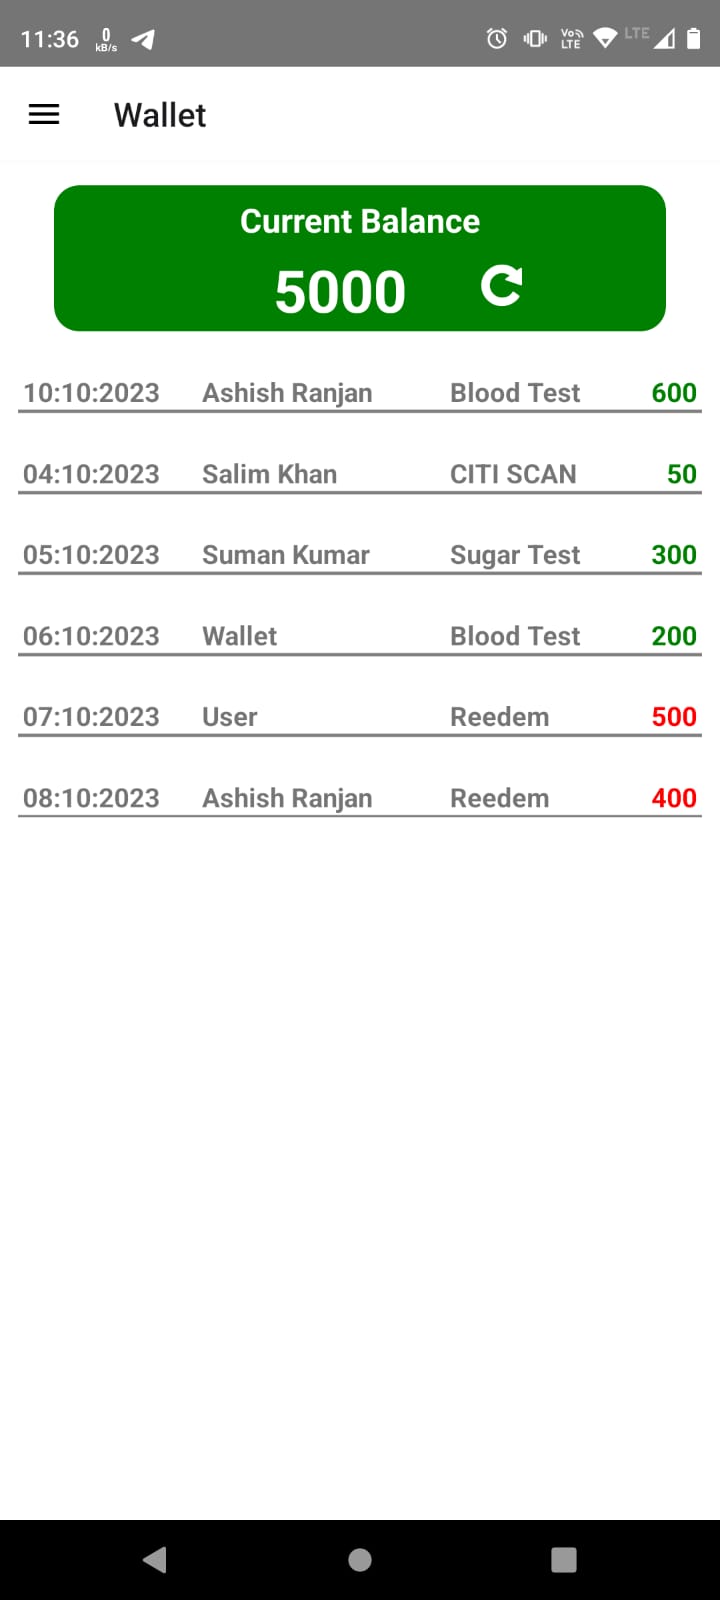 11:36 0 kB/s Vo LTE LTE
Wallet
Current Balance
5000
10:10:2023 Ashish Ranjan Blood Test 600
04:10:2023 Salim Khan CITI SCAN 50
05:10:2023 Suman Kumar Sugar Test 300
06:10:2023 Wallet Blood Test 200
07:10:2023 User Reedem 500
08:10:2023 Ashish Ranjan Reedem 400